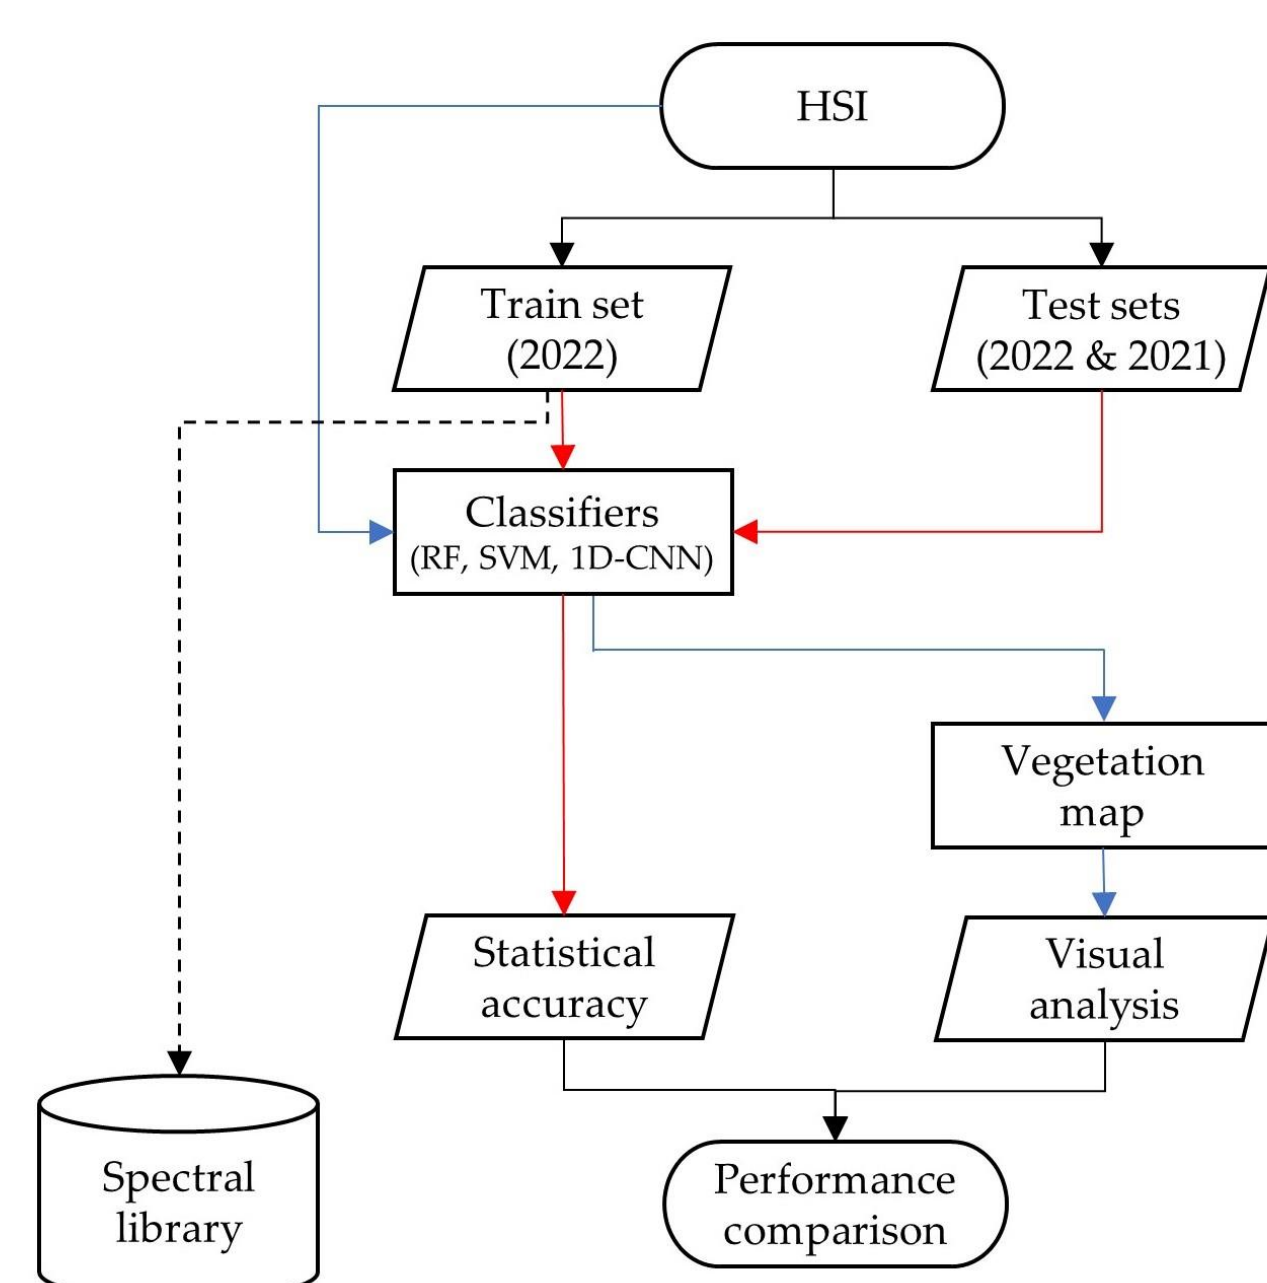 HSI
Train set
(2022)
Test sets
(2022 & 2021)
Classifiers
(RF, SVM, 1D-CNN)
Vegetation
map
Statistical
accuracy
Visual
analysis
Spectral
library
Performance
comparison